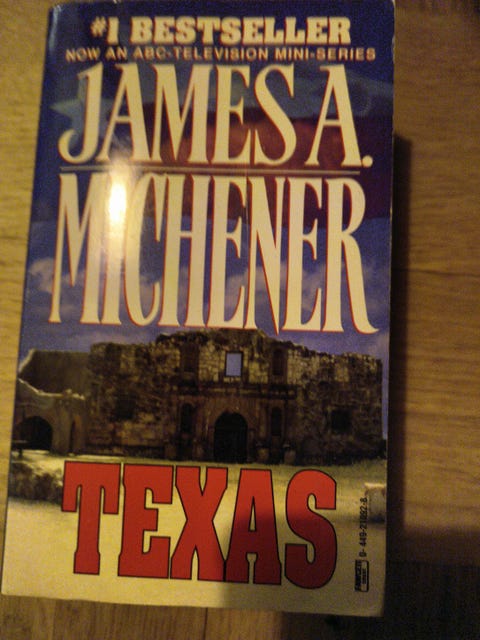 #1 BESTSELLER
NOW AN ABC-TELEVISION MINI-SERIES
JAMES A.
MICHENER
TEXAS